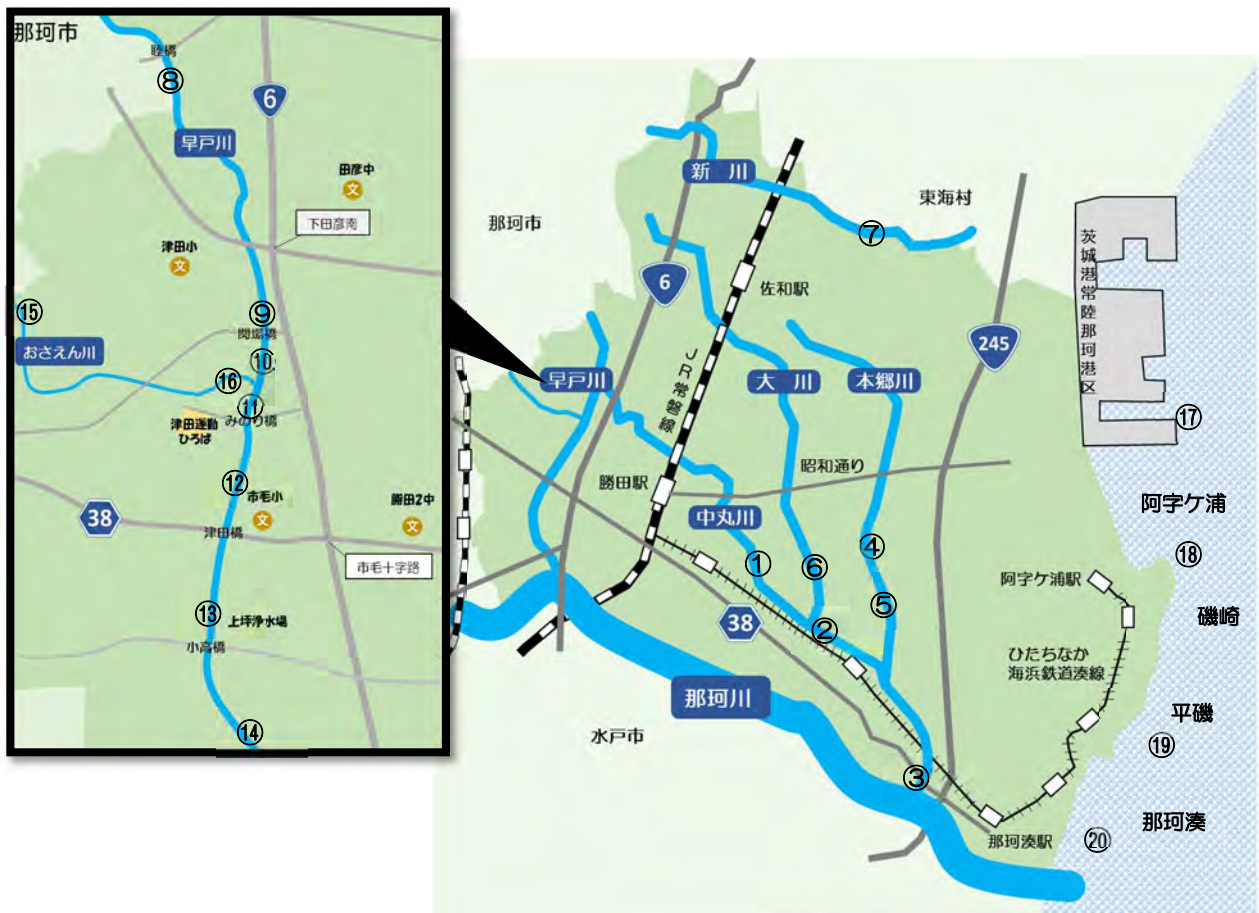 那珂市
睦橋
⑧
6
早戸川
田彦中
文
下田彦南
津田小
文
⑮
⑨
関場橋
おさえん川
⑩
⑯
⑪
みのり橋
津田運動
ひろば
⑫
市毛小
文
勝田2中
文
38
津田橋
市毛十字路
⑬
上坪浄水場
小高橋
⑭
新 川
東海村
那珂市
⑦
6
佐和駅
茨城港常陸那珂港区
245
JR常磐線
早戸川
大 川
本郷川
⑰
昭和通り
勝田駅
阿字ケ浦
中丸川
④
⑱
①
⑥
阿字ケ浦駅
⑤
磯崎
38
②
ひたちなか
海浜鉄道湊線
那珂川
平磯
水戸市
⑲
③
那珂湊
那珂湊駅
⑳